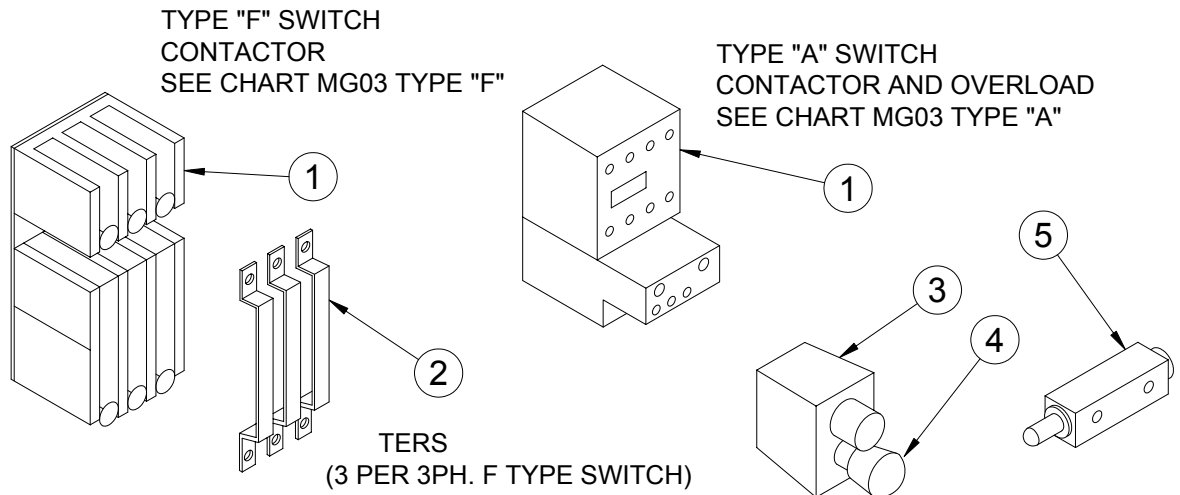 TYPE "F" SWITCH
CONTACTOR
SEE CHART MG03 TYPE "F"
TYPE "A" SWITCH
CONTACTOR AND OVERLOAD
SEE CHART MG03 TYPE "A"
1
1
5
3
4
2
TERS
(3 PER 3PH. F TYPE SWITCH)